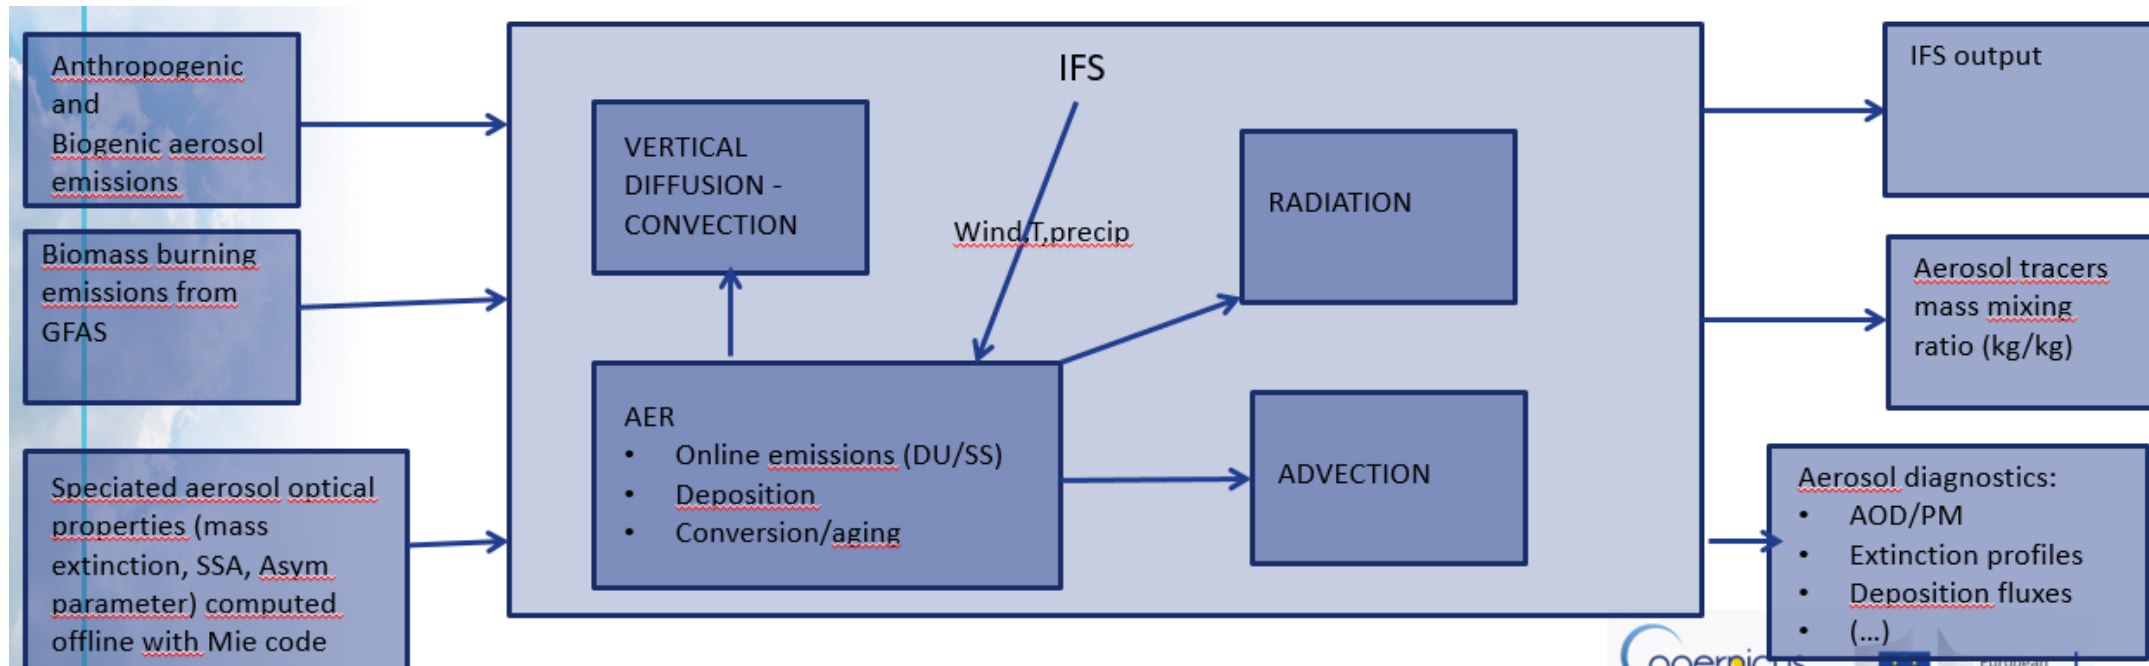 Anthropogenic
and
Biogenic aerosol
emissions
Biomass burning
emissions from
GFAS
Speciated aerosol optical
properties (mass
extinction, SSA, Asym
parameter) computed
offline with Mie code
IFS
VERTICAL
DIFFUSION -
CONVECTION
Wind,T,precip
RADIATION
AER
• Online emissions (DU/SS)
• Deposition
• Conversion/aging
ADVECTION
IFS output
Aerosol tracers
mass mixing
ratio (kg/kg)
Aerosol diagnostics:
• AOD/PM
• Extinction profiles
• Deposition fluxes
• (...)
Copernicus
European